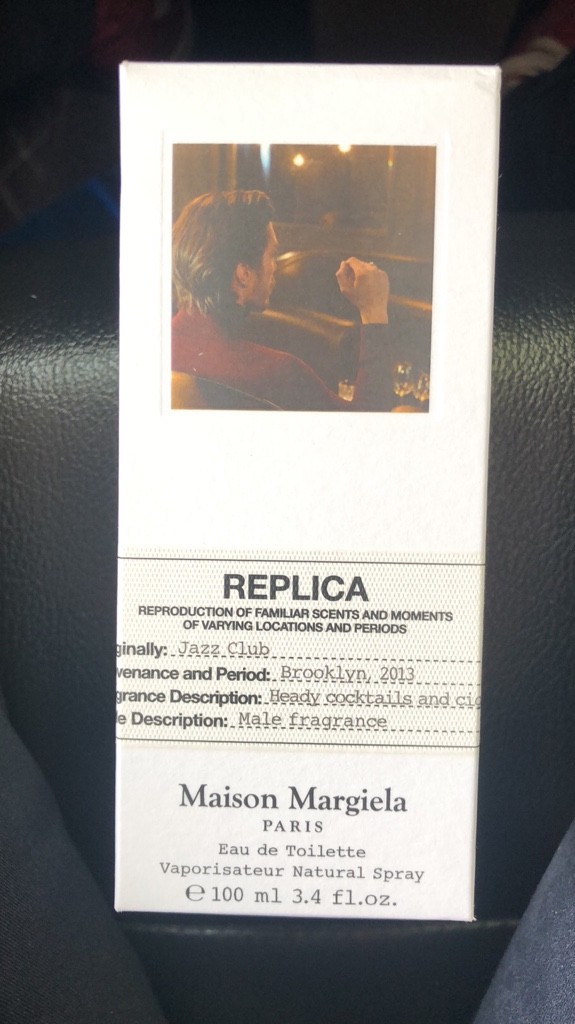 REPLICA
REPRODUCTION OF FAMILIAR SCENTS AND MOMENTS
OF VARYING LOCATIONS AND PERIODS
ginally: Jazz Club
venance and Period: Brooklyn, 2013
grance Description: Heady cocktails and cig
e Description: Male fragrance
Maison Margiela
PARIS
Eau de Toilette
Vaporisateur Natural Spray
℮ 100 ml 3.4 fl.oz.